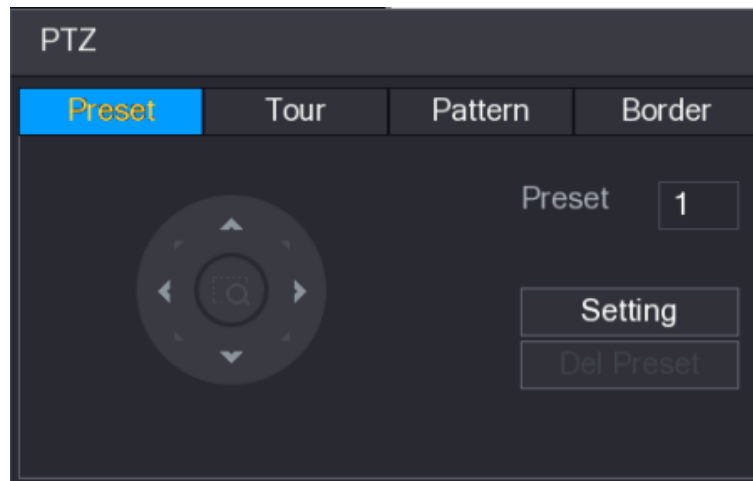 PTZ
Preset Tour Pattern Border
Preset 1
Setting
Del Preset